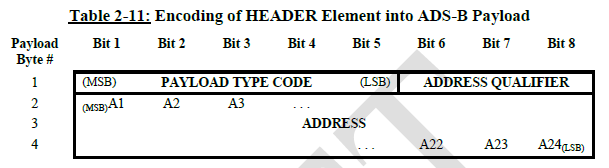 Table 2-11: Encoding of HEADER Element into ADS-B Payload
Payload Byte # Bit 1 Bit 2 Bit 3 Bit 4 Bit 5 Bit 6 Bit 7 Bit 8
1 (MSB) PAYLOAD TYPE CODE (LSB) ADDRESS QUALIFIER
2 (MSB)A1 A2 A3 . . .
3 ADDRESS
4 . . . A22 A23 A24(LSB)